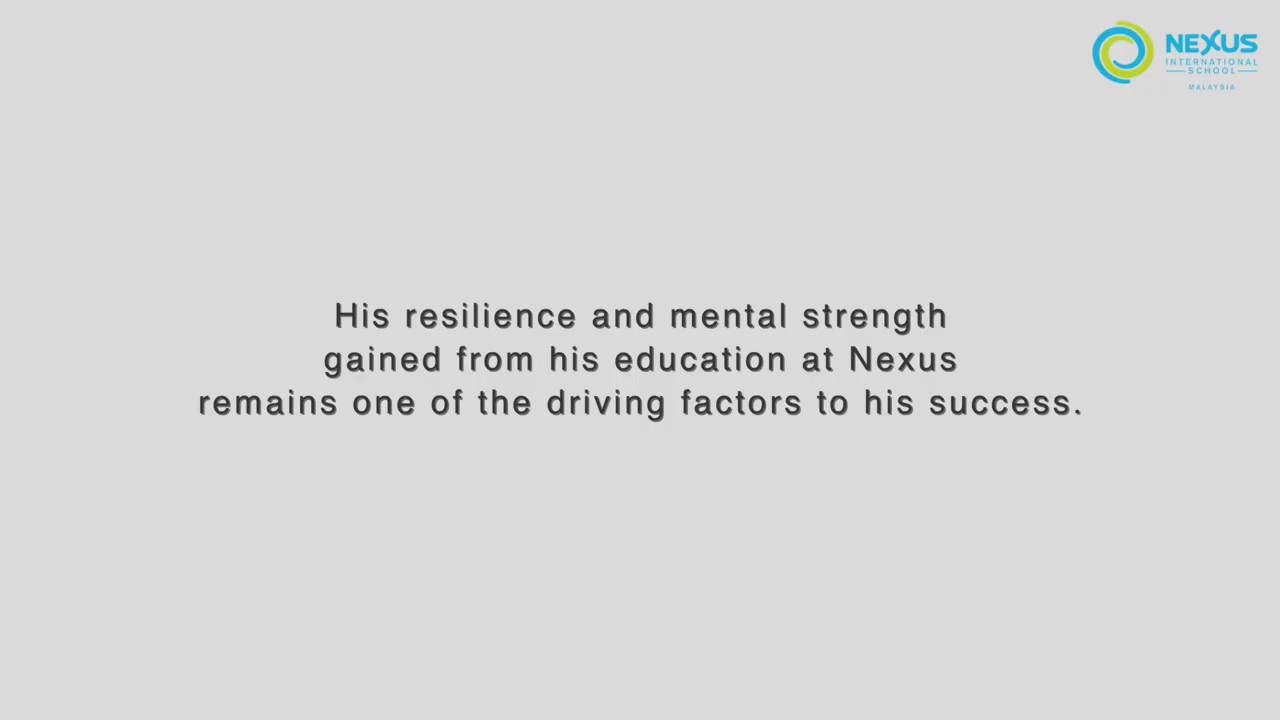 NEXUS
INTERNATIONAL
SCHOOL
MALAYSIA
His resilience and mental strength
gained from his education at Nexus
remains one of the driving factors to his success.